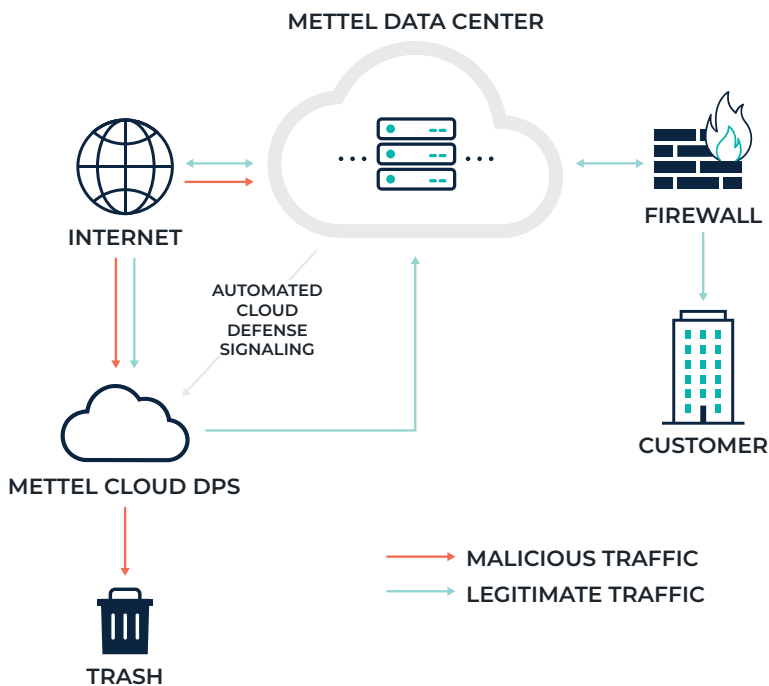 METTEL DATA CENTER
INTERNET
FIREWALL
AUTOMATED
CLOUD
DEFENSE
SIGNALING
CUSTOMER
METTEL CLOUD DPS
MALICIOUS TRAFFIC
LEGITIMATE TRAFFIC
TRASH